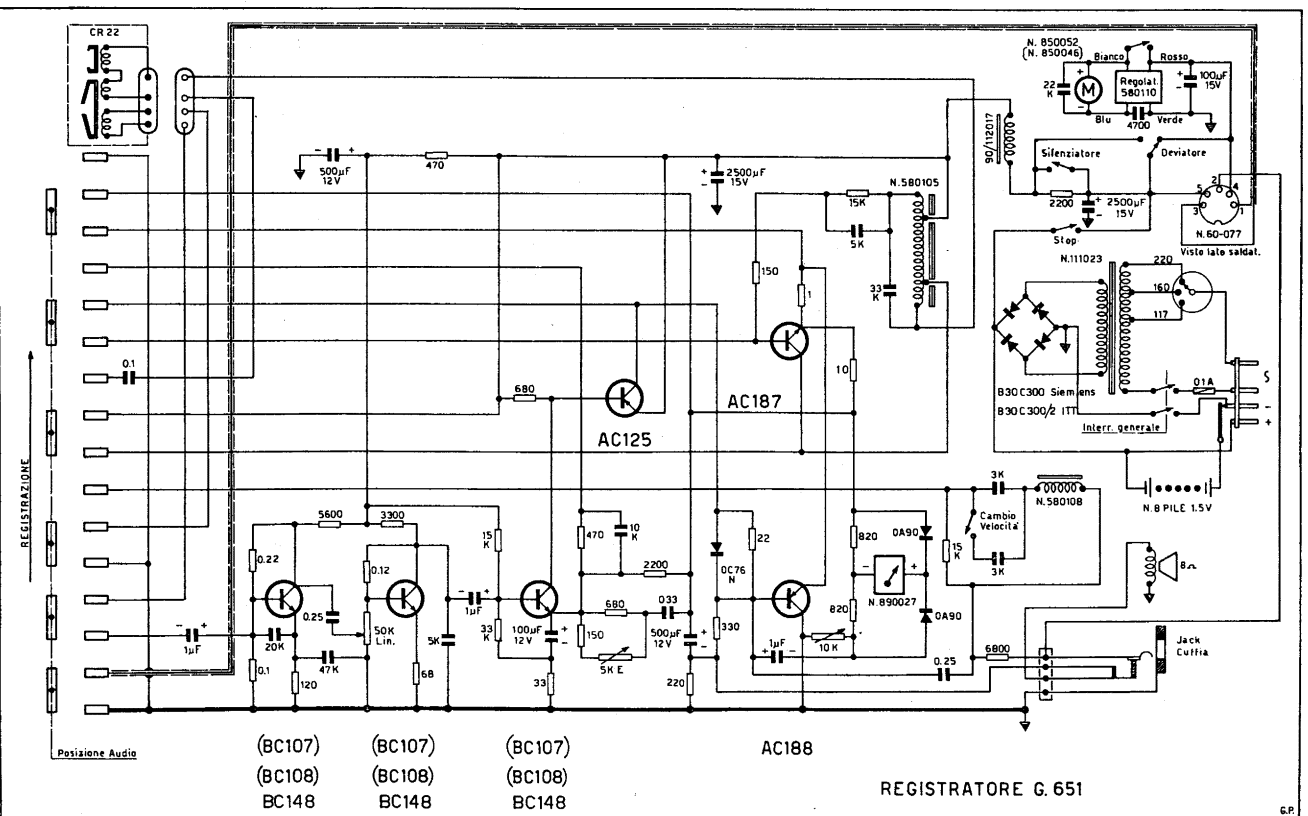 CR 22
N. 850052
(N. 850046)
Bianco
Rosso
+
22
K
M
-
Regolat.
580110
+
-
100µF
15V
Blu
4700
Verde
90/112017
Silenziatore
Deviatore
2200
+
-
2500µF
15V
2
5
4
3
1
N.60-077
Visto lato saldat.
Stop
- +
500µF
12V
470
+
-
2500µF
15V
N.580105
15K
5K
150
33
K
1
N.111023
220
160
117
0.1
680
AC125
AC187
10
B30C300 Siemens
B30C300/2 ITT
Interr. generale
01A
S
-
+
REGISTRAZIONE
N.8 PILE 1.5V
3K
N.580108
Cambio
Velocità
15
K
3K
5600
3300
15
K
470
10
K
22
820
OA90
0.22
0.12
2200
OC76
N
- +
N.890027
8Ω
0.25
50K
Lin.
- +
1µF
680
033
820
OA90
- +
1µF
20K
47K
5K
33
K
100µF
12V
+
-
150
5K E
500µF
12V
+
-
330
+ -
1µF
10 K
0.25
6800
Jack
Cuffia
0.1
120
68
33
220
Posizione Audio
(BC107)
(BC108)
BC148
(BC107)
(BC108)
BC148
(BC107)
(BC108)
BC148
AC188
REGISTRATORE G. 651
G.P.